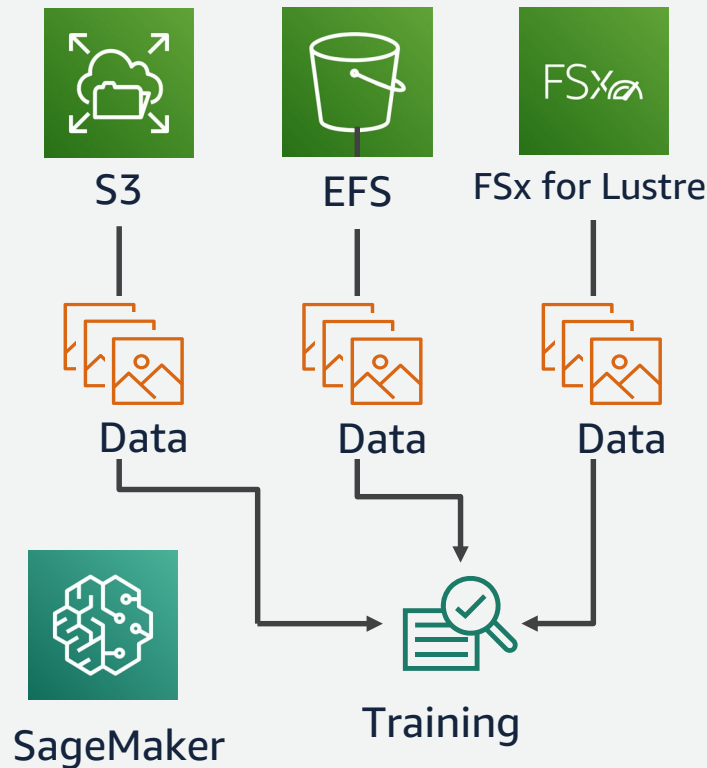 FSx
S3
EFS
FSx for Lustre
Data
Data
Data
SageMaker
Training